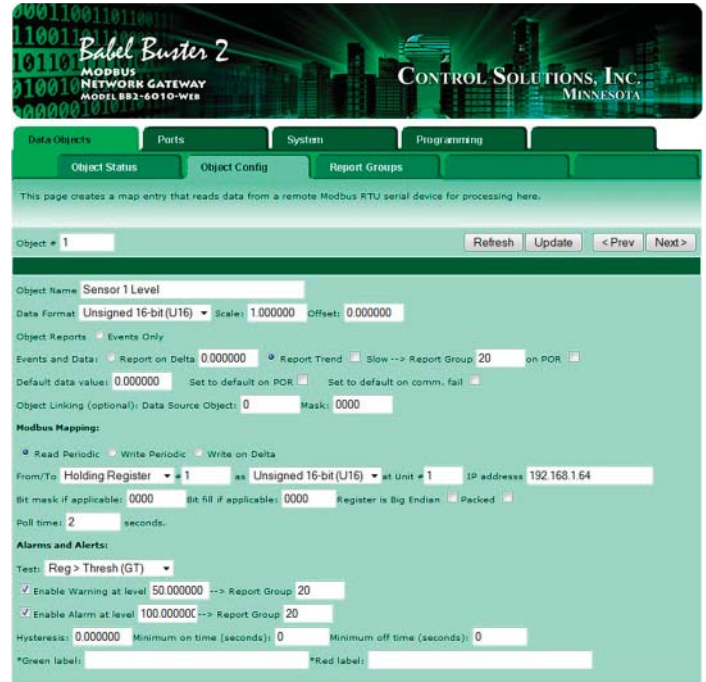 Babel Buster 2
MODBUS
NETWORK GATEWAY
MODEL BB2-6010-WEB
CONTROL SOLUTIONS, INC.
MINNESOTA
Data Objects Ports System Programming
Object Status Object Config Report Groups
This page creates a map entry that reads data from a remote Modbus RTU serial device for processing here.
Object # 1 Refresh Update < Prev Next >
Object Name Sensor 1 Level
Data Format Unsigned 16-bit (U16) Scale: 1.000000 Offset: 0.000000
Object Reports Events Only
Events and Data: Report on Delta 0.000000 Report Trend Slow --> Report Group 20 on POR
Default data value: 0.000000 Set to default on POR Set to default on comm. fail
Object Linking (optional): Data Source Object: 0 Mask: 0000
Modbus Mapping:
Read Periodic Write Periodic Write on Delta
From/To Holding Register # 1 as Unsigned 16-bit (U16) at Unit # 1 IP addresss 192.168.1.64
Bit mask if applicable: 0000 Bit fill if applicable: 0000 Register is Big Endian Packed
Poll time: 2 seconds.
Alarms and Alerts:
Test: Reg > Thresh (GT)
Enable Warning at level 50.000000 --> Report Group 20
Enable Alarm at level 100.000000 --> Report Group 20
Hysteresis: 0.000000 Minimum on time (seconds): 0 Minimum off time (seconds): 0
*Green label: *Red label: